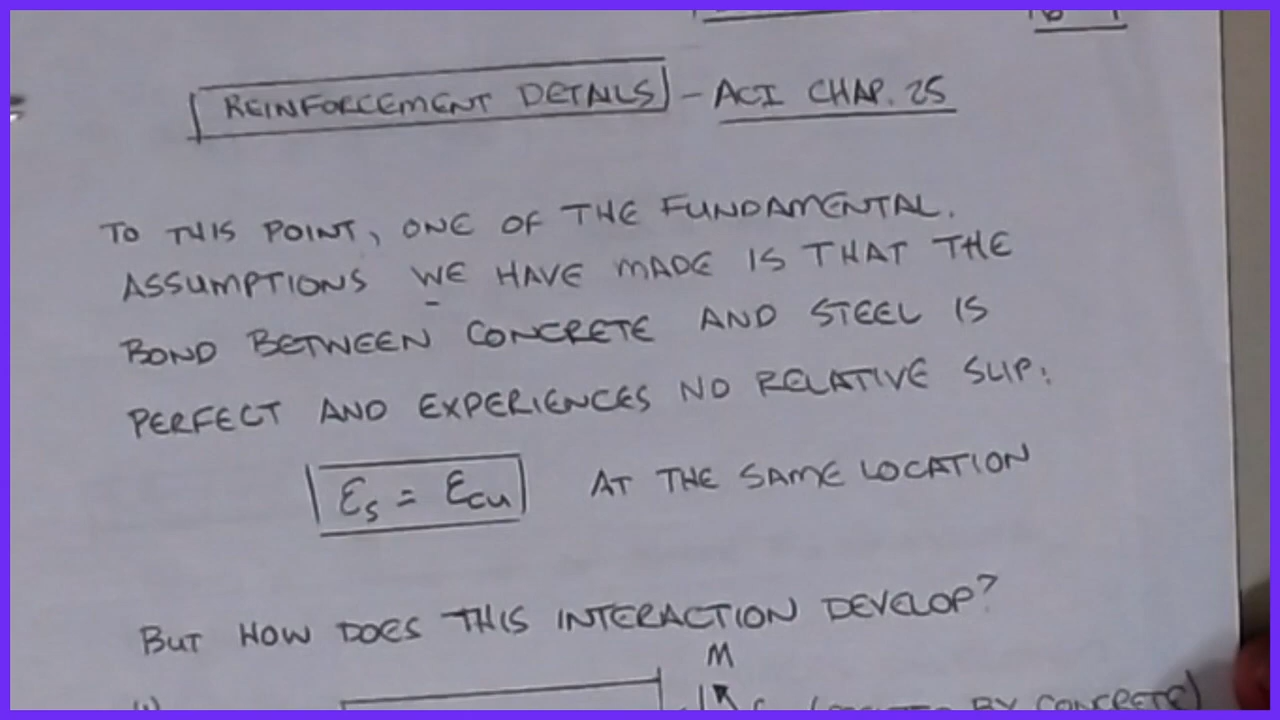 REINFORCEMENT DETAILS - ACI CHAP. 25
TO THIS POINT, ONE OF THE FUNDAMENTAL.
ASSUMPTIONS WE HAVE MADE IS THAT THE
BOND BETWEEN CONCRETE AND STEEL IS
PERFECT AND EXPERIENCES NO RELATIVE SLIP:
εs = εcu AT THE SAME LOCATION
BUT HOW DOES THIS INTERACTION DEVELOP?
M
BY CONCRETE)